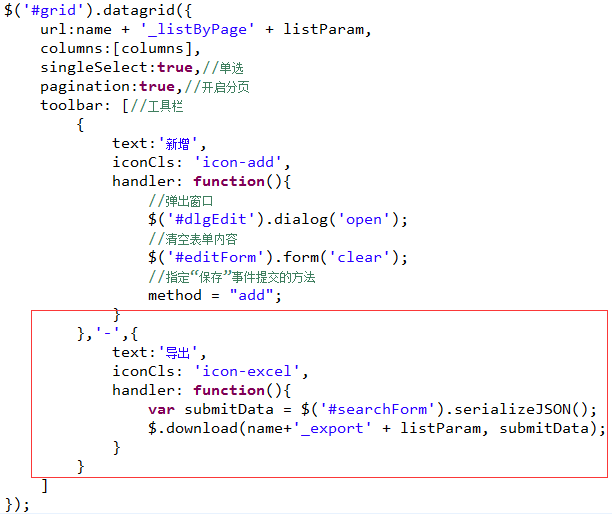 $('#grid').datagrid({
    url:name + '_listByPage' + listParam,
    columns:[columns],
    singleSelect:true,//单选
    pagination:true,//开启分页
    toolbar: [//工具栏
        {
            text:'新增',
            iconCls: 'icon-add',
            handler: function(){
                //弹出窗口
                $('#dlgEdit').dialog('open');
                //清空表单内容
                $('#editForm').form('clear');
                //指定“保存”事件提交的方法
                method = "add";
            }
        },'-',{
            text:'导出',
            iconCls: 'icon-excel',
            handler: function(){
                var submitData = $('#searchForm').serializeJSON();
                $.download(name+'_export' + listParam, submitData);
            }
        }
    ]
});